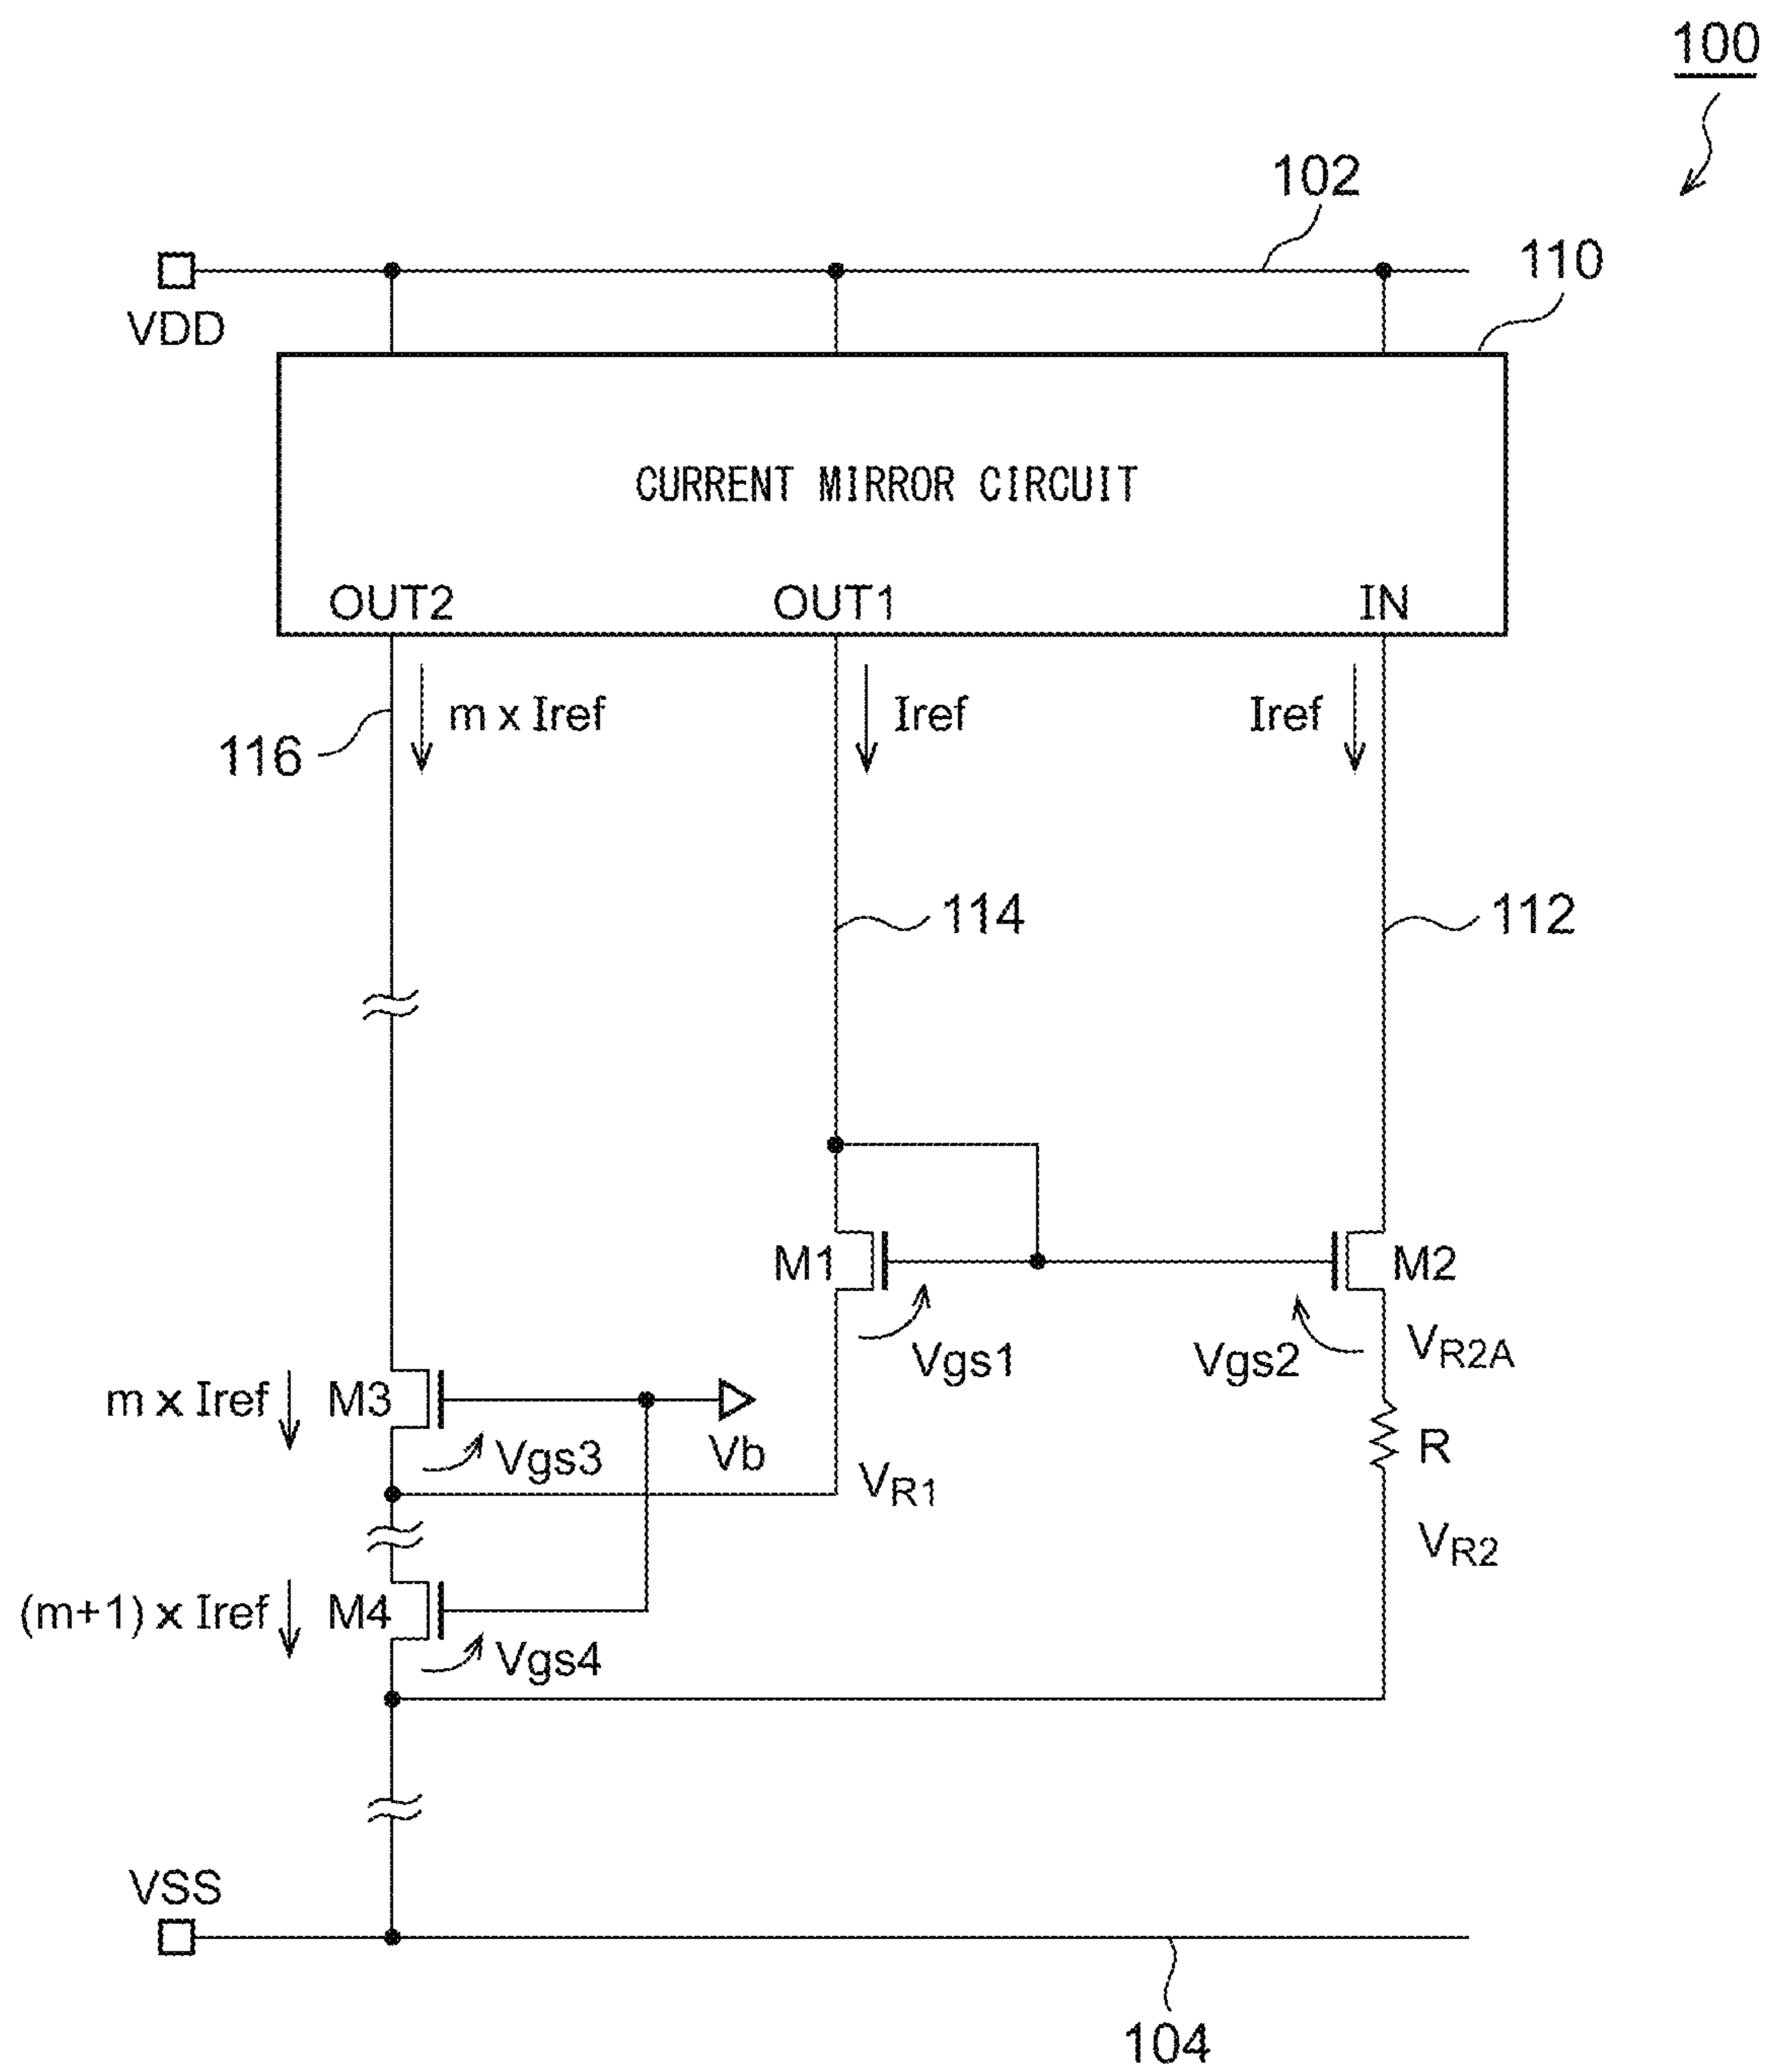 100
102
110
VDD
CURRENT MIRROR CIRCUIT
OUT2 OUT1 IN
116 m x Iref Iref Iref
114 112
M1 M2
Vgs1 Vgs2 VR2A
m x Iref M3
Vgs3 Vb VR1 R
VR2
(m+1) x Iref M4
Vgs4
VSS
104